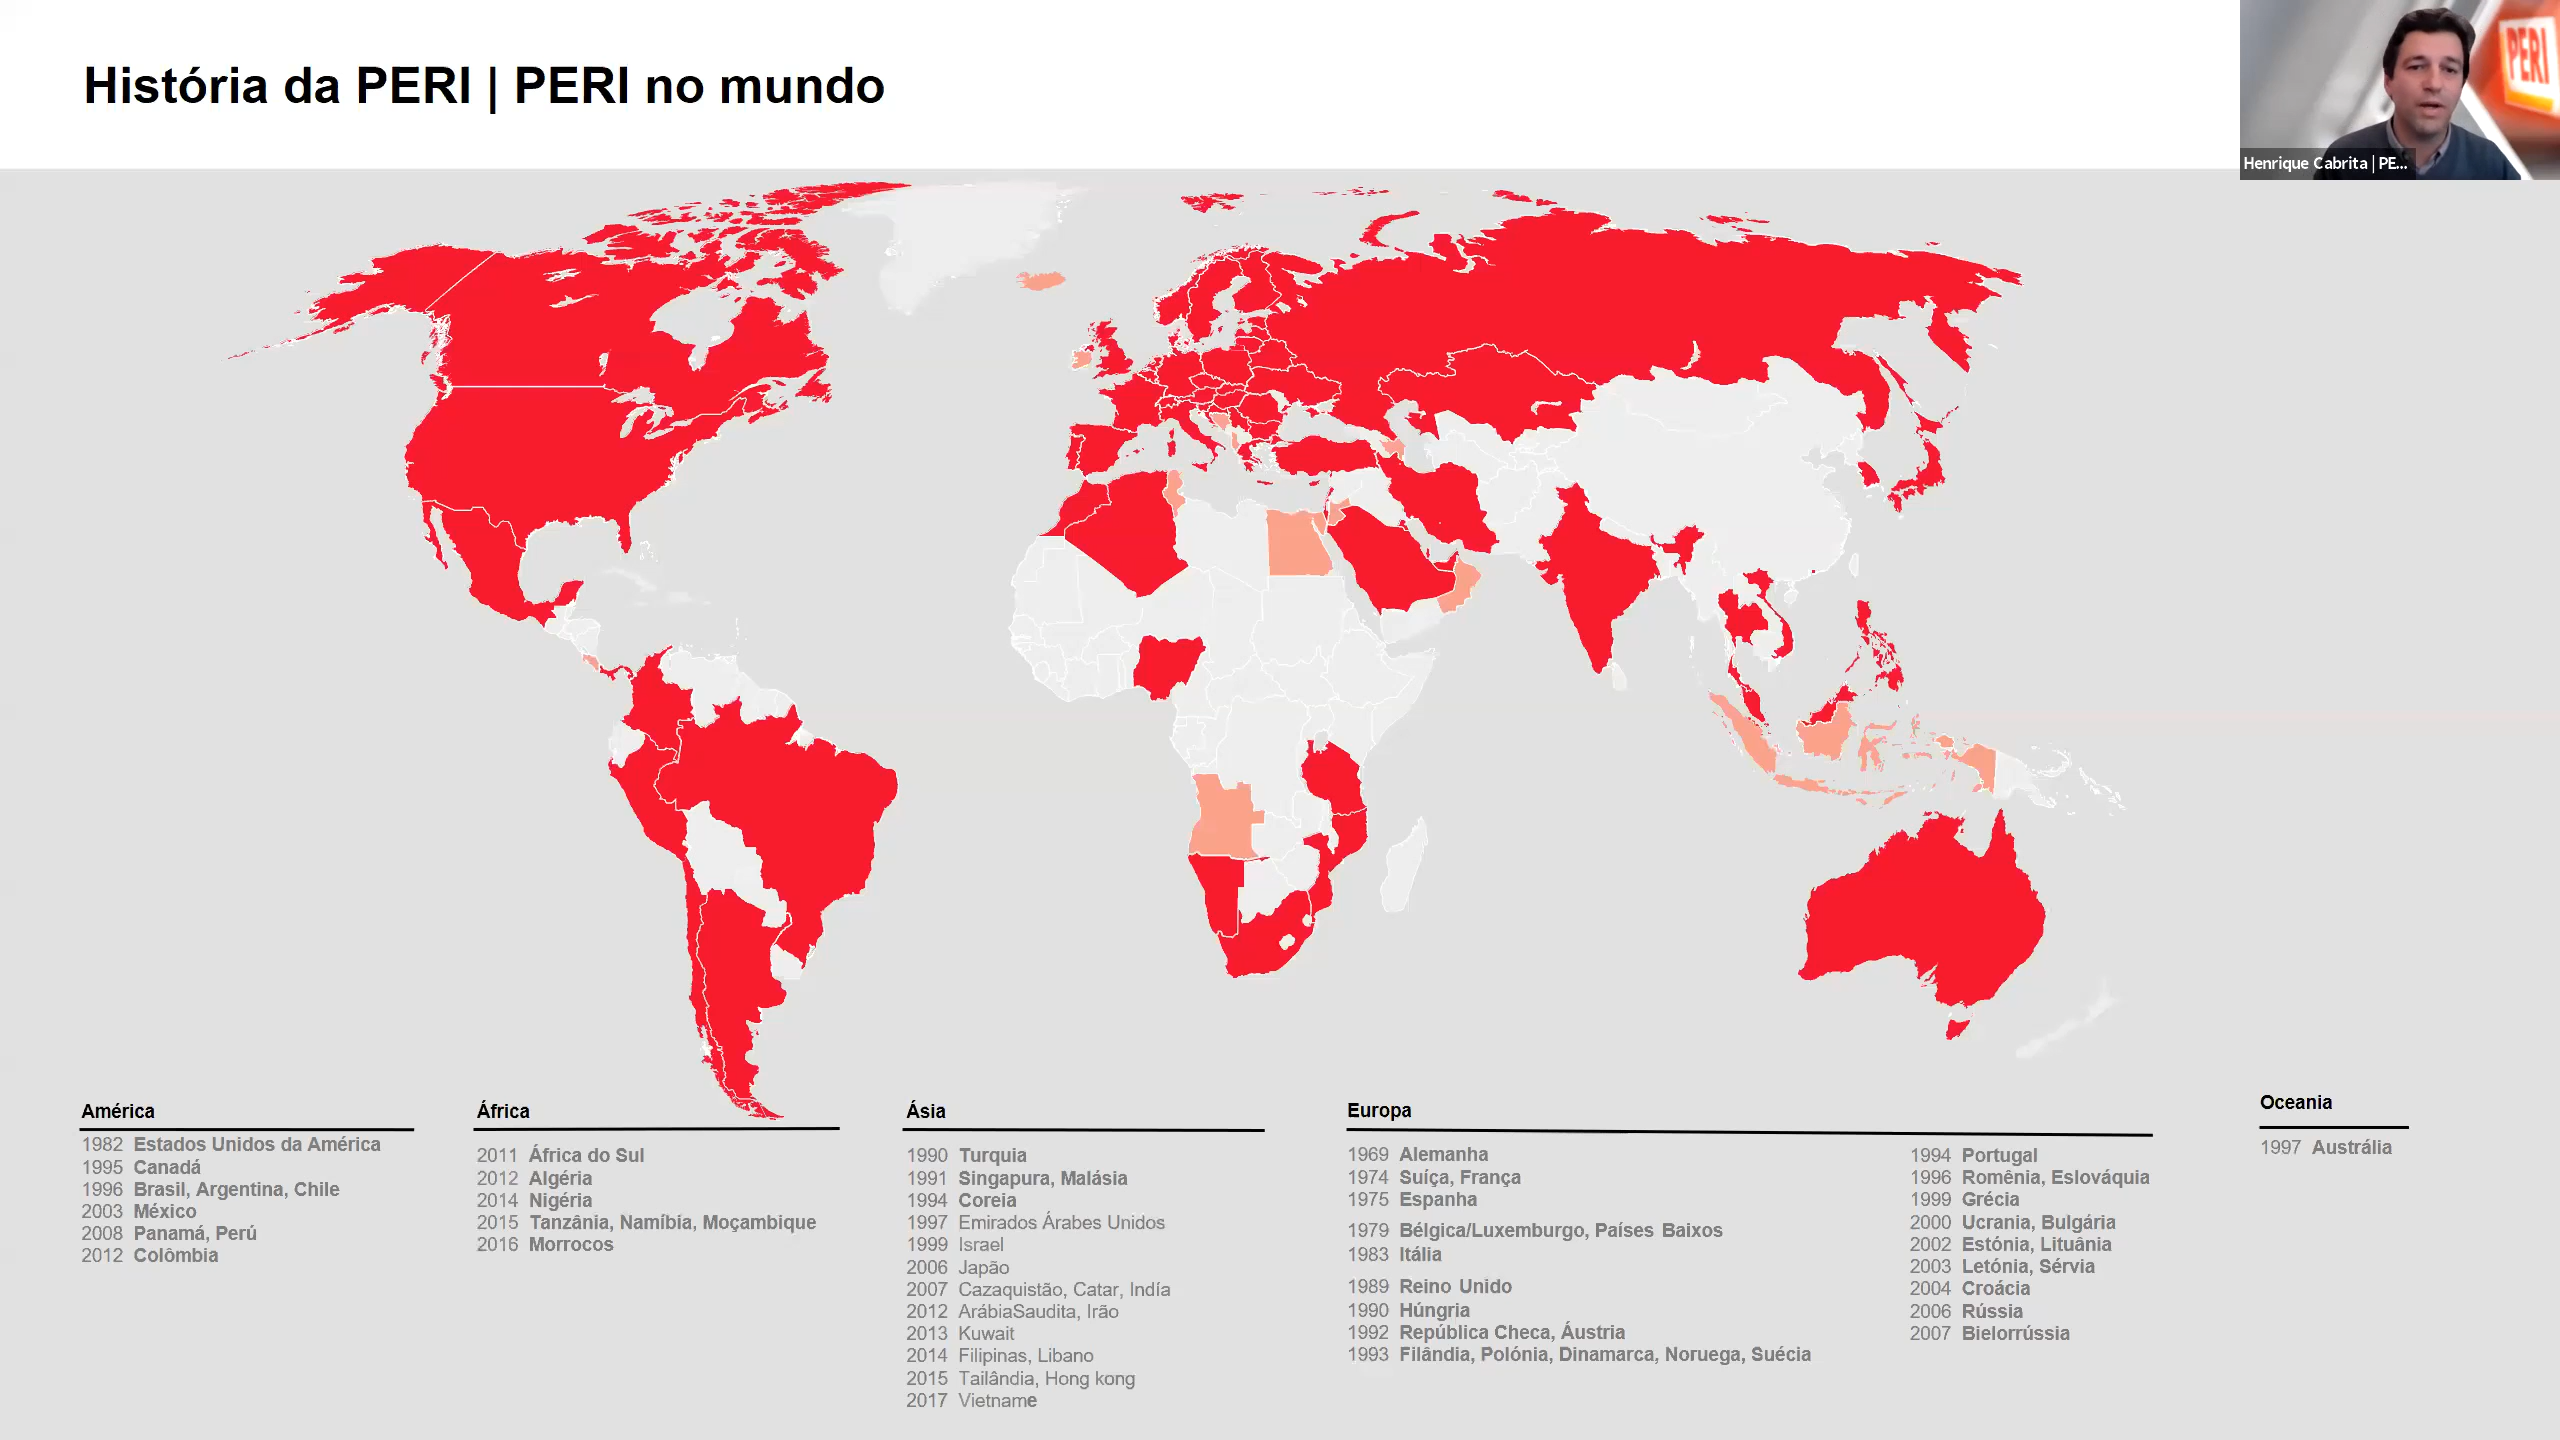 História da PERI | PERI no mundo
PERI
Henrique Cabrita | PE...
América
1982 Estados Unidos da América
1995 Canadá
1996 Brasil, Argentina, Chile
2003 México
2008 Panamá, Perú
2012 Colômbia
África
2011 África do Sul
2012 Algéria
2014 Nigéria
2015 Tanzânia, Namíbia, Moçambique
2016 Morrocos
Ásia
1990 Turquia
1991 Singapura, Malásia
1994 Coreia
1997 Emirados Árabes Unidos
1999 Israel
2006 Japão
2007 Cazaquistão, Catar, Indía
2012 ArábiaSaudita, Irão
2013 Kuwait
2014 Filipinas, Libano
2015 Tailândia, Hong kong
2017 Vietname
Europa
1969 Alemanha
1974 Suíça, França
1975 Espanha
1979 Bélgica/Luxemburgo, Países Baixos
1983 Itália
1989 Reino Unido
1990 Húngria
1992 República Checa, Áustria
1993 Filândia, Polónia, Dinamarca, Noruega, Suécia
1994 Portugal
1996 Romênia, Eslováquia
1999 Grécia
2000 Ucrania, Bulgária
2002 Estónia, Lituânia
2003 Letónia, Sérvia
2004 Croácia
2006 Rússia
2007 Bielorrússia
Oceania
1997 Austrália